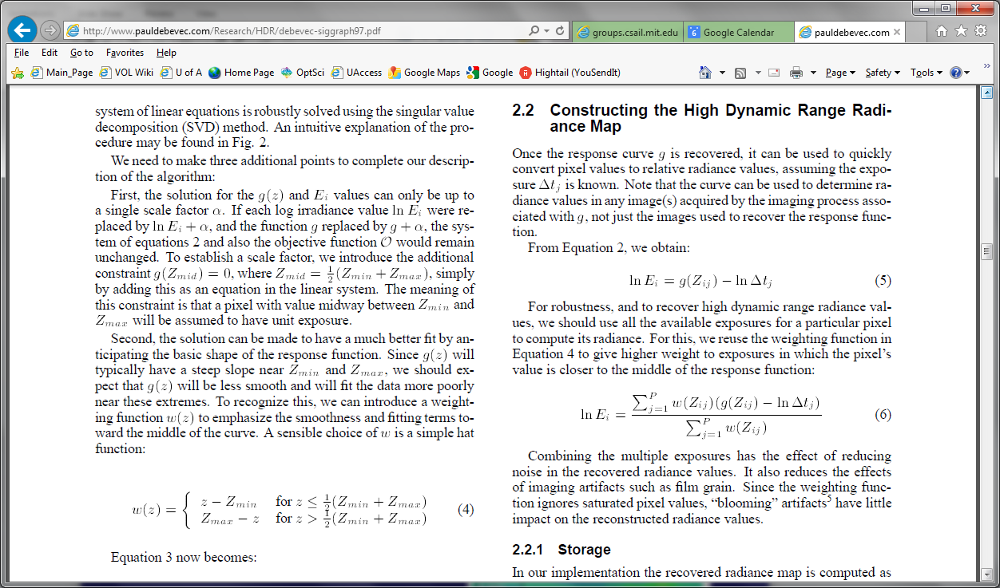 http://www.pauldebevec.com/Research/HDR/debevec-siggraph97.pdf
groups.csail.mit.edu
6 Google Calendar
pauldebevec.com
File Edit Go to Favorites Help
Main_Page VOL Wiki U of A Home Page OptSci UAccess Google Maps Google Hightail (YouSendIt) Page Safety Tools
system of linear equations is robustly solved using the singular value
decomposition (SVD) method. An intuitive explanation of the pro-
cedure may be found in Fig. 2.
We need to make three additional points to complete our descrip-
tion of the algorithm:
First, the solution for the g(z) and E_i values can only be up to
a single scale factor α. If each log irradiance value ln E_i were re-
placed by ln E_i + α, and the function g replaced by g + α, the sys-
tem of equations 2 and also the objective function O would remain
unchanged. To establish a scale factor, we introduce the additional
constraint g(Z_mid) = 0, where Z_mid = 1/2(Z_min + Z_max), simply
by adding this as an equation in the linear system. The meaning of
this constraint is that a pixel with value midway between Z_min and
Z_max will be assumed to have unit exposure.
Second, the solution can be made to have a much better fit by an-
ticipating the basic shape of the response function. Since g(z) will
typically have a steep slope near Z_min and Z_max, we should ex-
pect that g(z) will be less smooth and will fit the data more poorly
near these extremes. To recognize this, we can introduce a weight-
ing function w(z) to emphasize the smoothness and fitting terms to-
ward the middle of the curve. A sensible choice of w is a simple hat
function:
w(z) = { z − Z_min for z ≤ 1/2(Z_min + Z_max)
Z_max − z for z > 1/2(Z_min + Z_max) (4)
Equation 3 now becomes:
2.2 Constructing the High Dynamic Range Radi-
ance Map
Once the response curve g is recovered, it can be used to quickly
convert pixel values to relative radiance values, assuming the expo-
sure Δt_j is known. Note that the curve can be used to determine ra-
diance values in any image(s) acquired by the imaging process asso-
ciated with g, not just the images used to recover the response func-
tion.
From Equation 2, we obtain:
ln E_i = g(Z_ij) − ln Δt_j (5)
For robustness, and to recover high dynamic range radiance val-
ues, we should use all the available exposures for a particular pixel
to compute its radiance. For this, we reuse the weighting function in
Equation 4 to give higher weight to exposures in which the pixel's
value is closer to the middle of the response function:
ln E_i = ∑_{j=1}^{P} w(Z_ij)(g(Z_ij) − ln Δt_j) / ∑_{j=1}^{P} w(Z_ij) (6)
Combining the multiple exposures has the effect of reducing
noise in the recovered radiance values. It also reduces the effects
of imaging artifacts such as film grain. Since the weighting func-
tion ignores saturated pixel values, "blooming" artifacts⁵ have little
impact on the reconstructed radiance values.
2.2.1 Storage
In our implementation the recovered radiance map is computed as